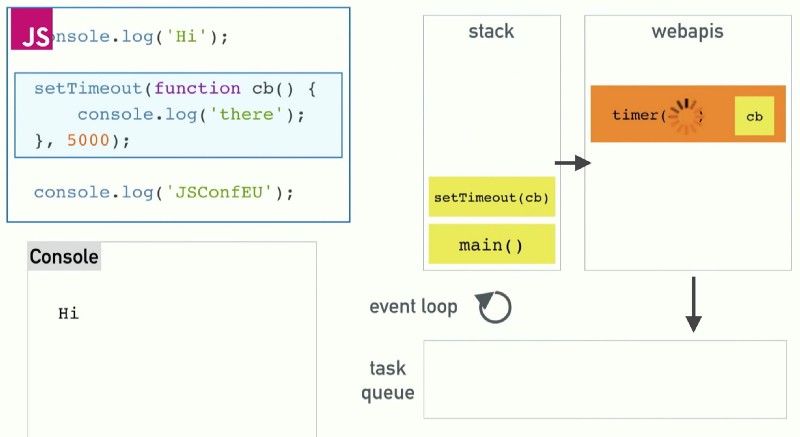 JS
onsole.log('Hi');
setTimeout(function cb() {
console.log('there');
}, 5000);
console.log('JSConfEU');
Console
Hi
stack
webapis
timer( )
cb
setTimeout(cb)
main()
event loop
task
queue